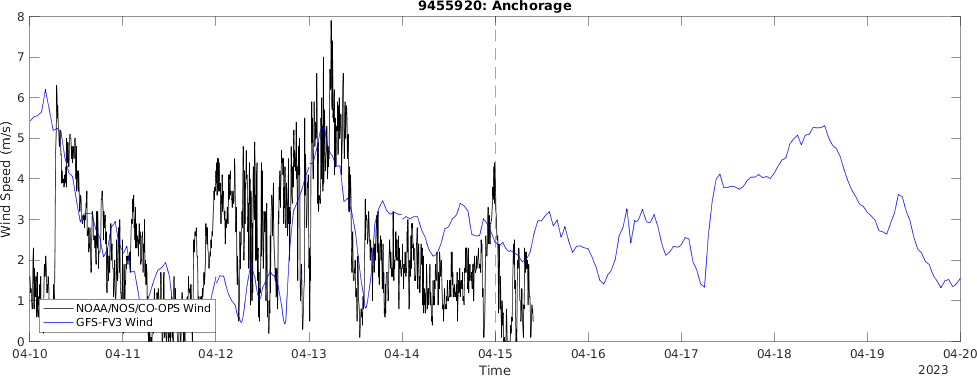 9455920: Anchorage
8
7
6
5
4
3
2
1
0
Wind Speed (m/s)
NOAA/NOS/CO-OPS Wind
GFS-FV3 Wind
04-10 04-11 04-12 04-13 04-14 04-15 04-16 04-17 04-18 04-19 04-20
Time
2023